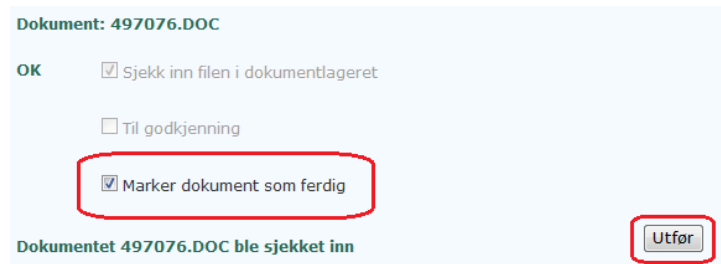 Dokument: 497076.DOC
OK Sjekk inn filen i dokumentlageret
Til godkjenning
Marker dokument som ferdig
Utfør
Dokumentet 497076.DOC ble sjekket inn